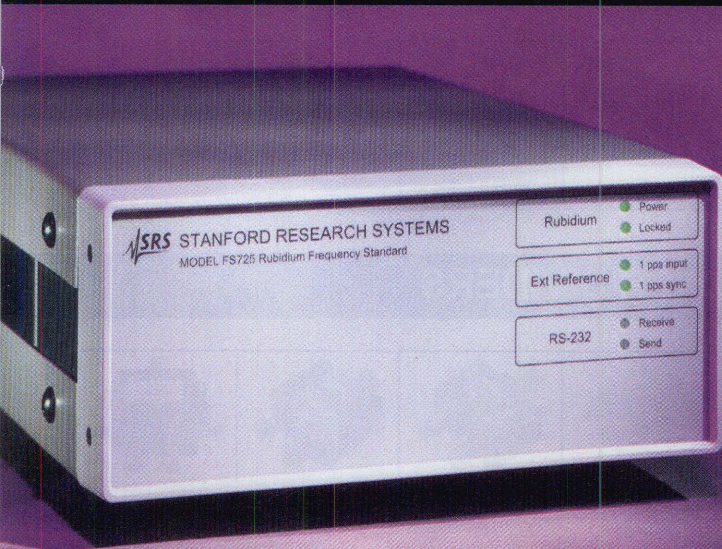 SRS STANFORD RESEARCH SYSTEMS
MODEL FS725 Rubidium Frequency Standard
Rubidium
Power
Locked
Ext Reference
1 pps input
1 pps sync
RS-232
Receive
Send